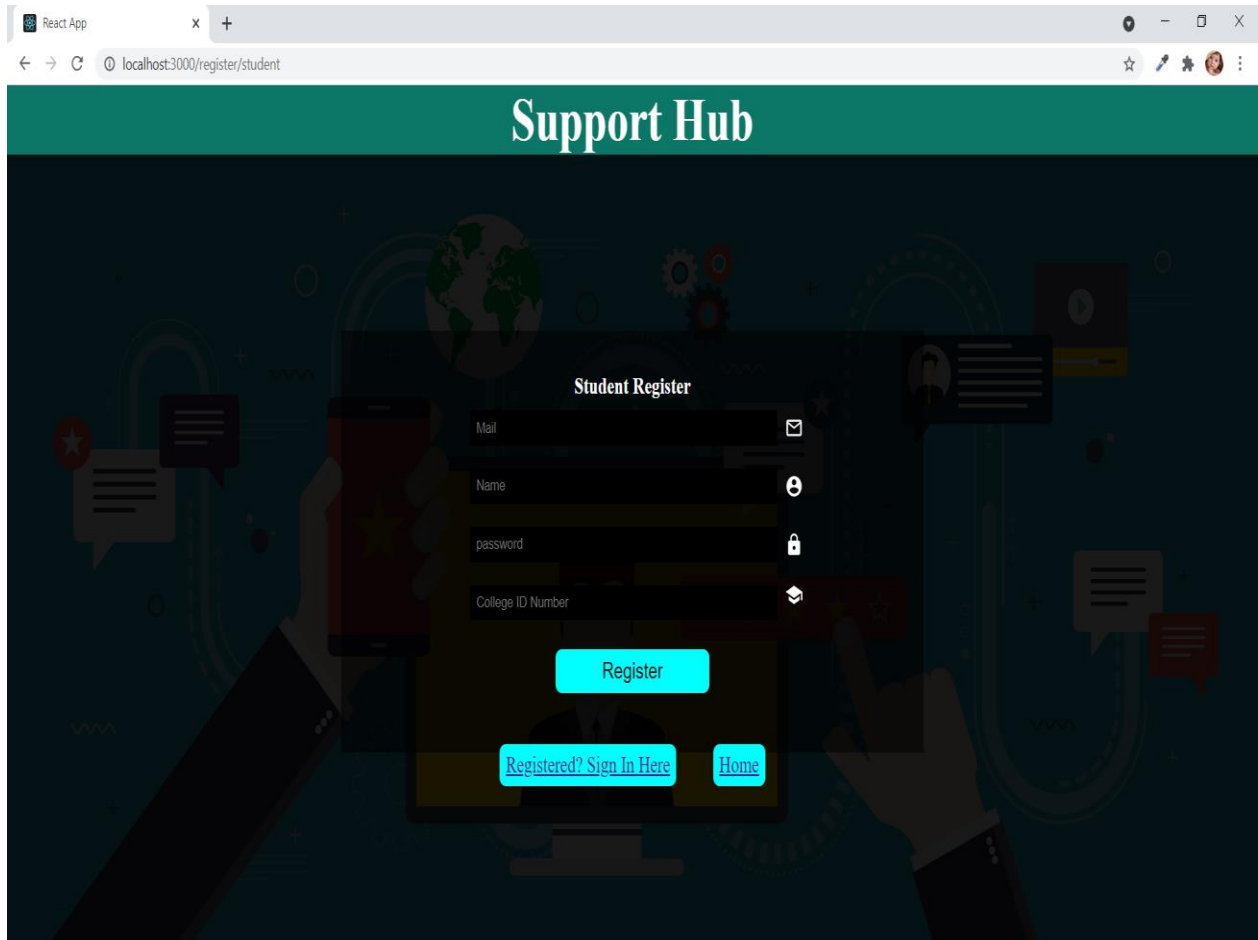 React App
localhost:3000/register/student
Support Hub
Student Register
Mail
Name
password
College ID Number
Register
Registered? Sign In Here
Home